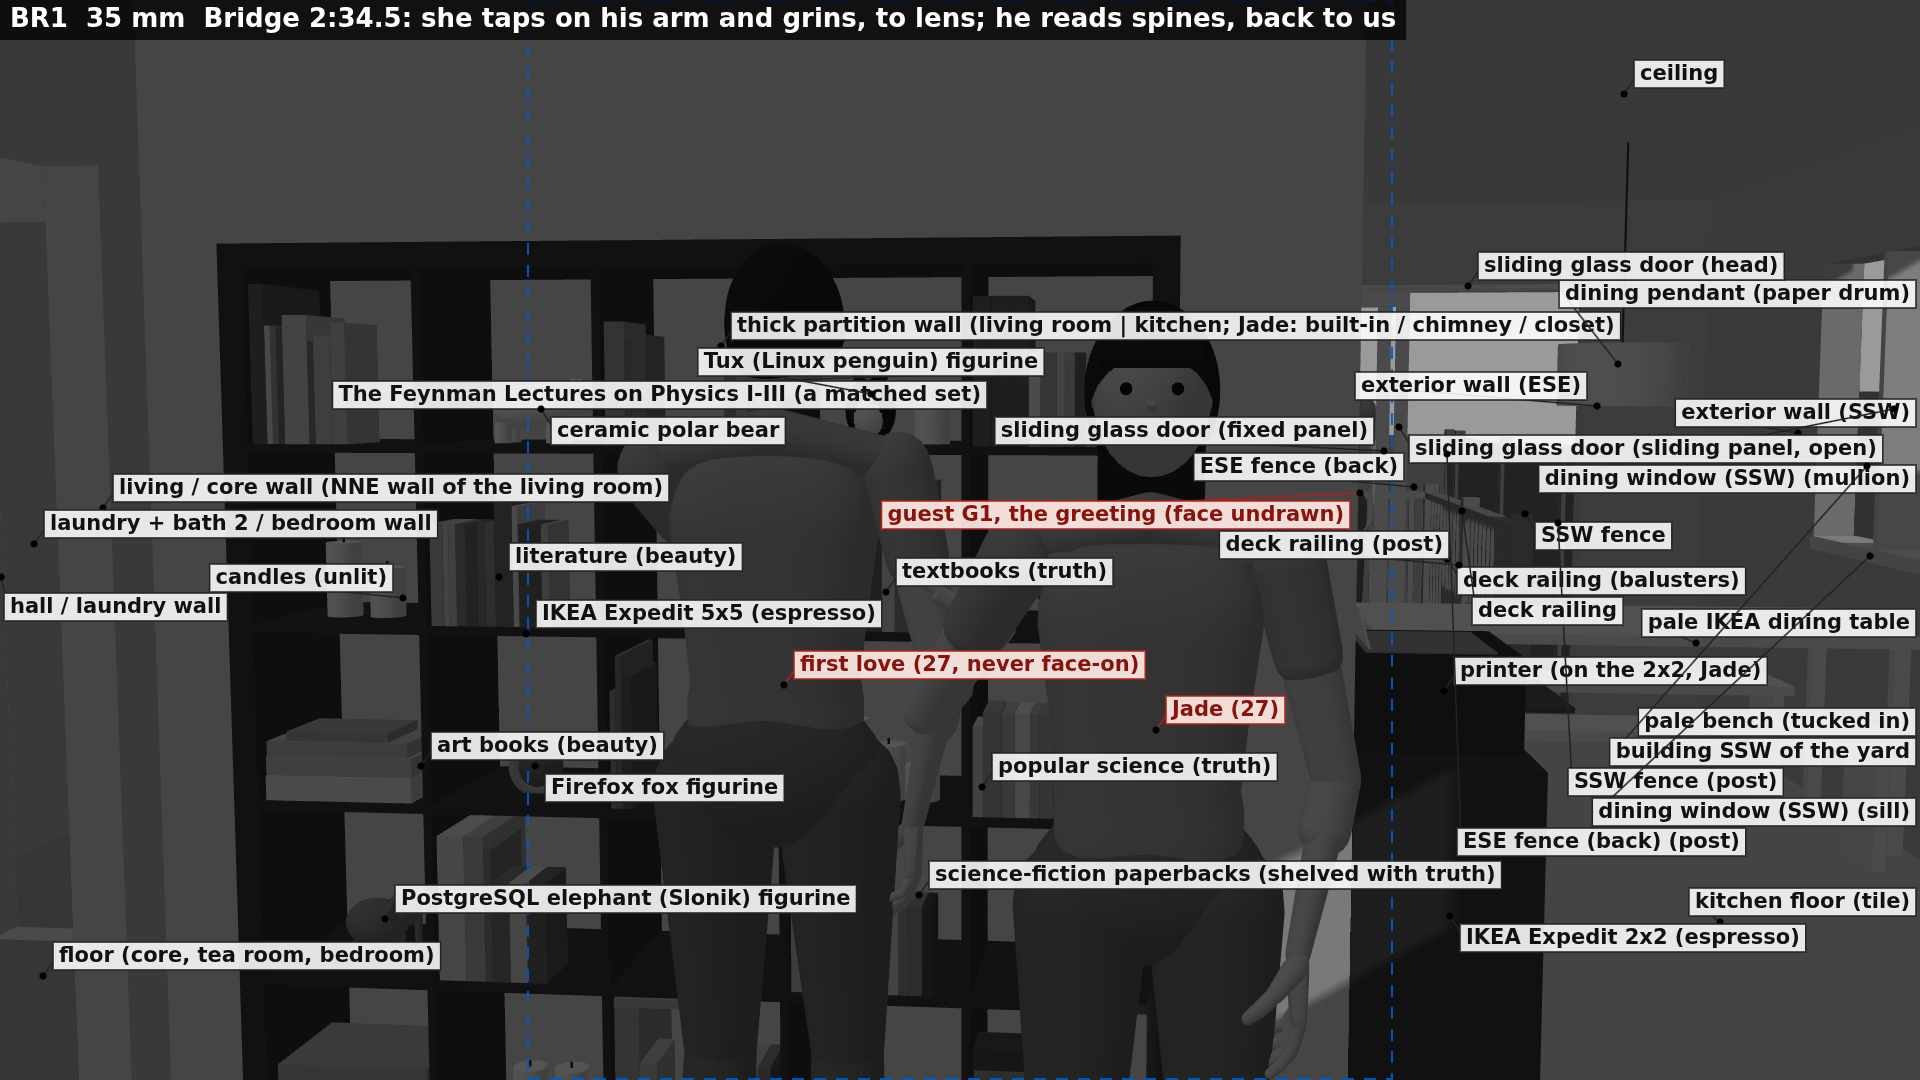 BR1 35 mm Bridge 2:34.5: she taps on his arm and grins, to lens; he reads spines, back to us
ceiling
sliding glass door (head)
dining pendant (paper drum)
thick partition wall (living room | kitchen; Jade: built-in / chimney / closet)
Tux (Linux penguin) figurine
exterior wall (ESE)
The Feynman Lectures on Physics I-III (a matched set)
exterior wall (SSW)
ceramic polar bear
sliding glass door (fixed panel)
sliding glass door (sliding panel, open)
ESE fence (back)
dining window (SSW) (mullion)
living / core wall (NNE wall of the living room)
guest G1, the greeting (face undrawn)
laundry + bath 2 / bedroom wall
SSW fence
deck railing (post)
literature (beauty)
textbooks (truth)
candles (unlit)
deck railing (balusters)
hall / laundry wall
IKEA Expedit 5x5 (espresso)
deck railing
pale IKEA dining table
first love (27, never face-on)
printer (on the 2x2, Jade)
Jade (27)
pale bench (tucked in)
art books (beauty)
building SSW of the yard
popular science (truth)
SSW fence (post)
Firefox fox figurine
dining window (SSW) (sill)
ESE fence (back) (post)
science-fiction paperbacks (shelved with truth)
PostgreSQL elephant (Slonik) figurine
kitchen floor (tile)
IKEA Expedit 2x2 (espresso)
floor (core, tea room, bedroom)